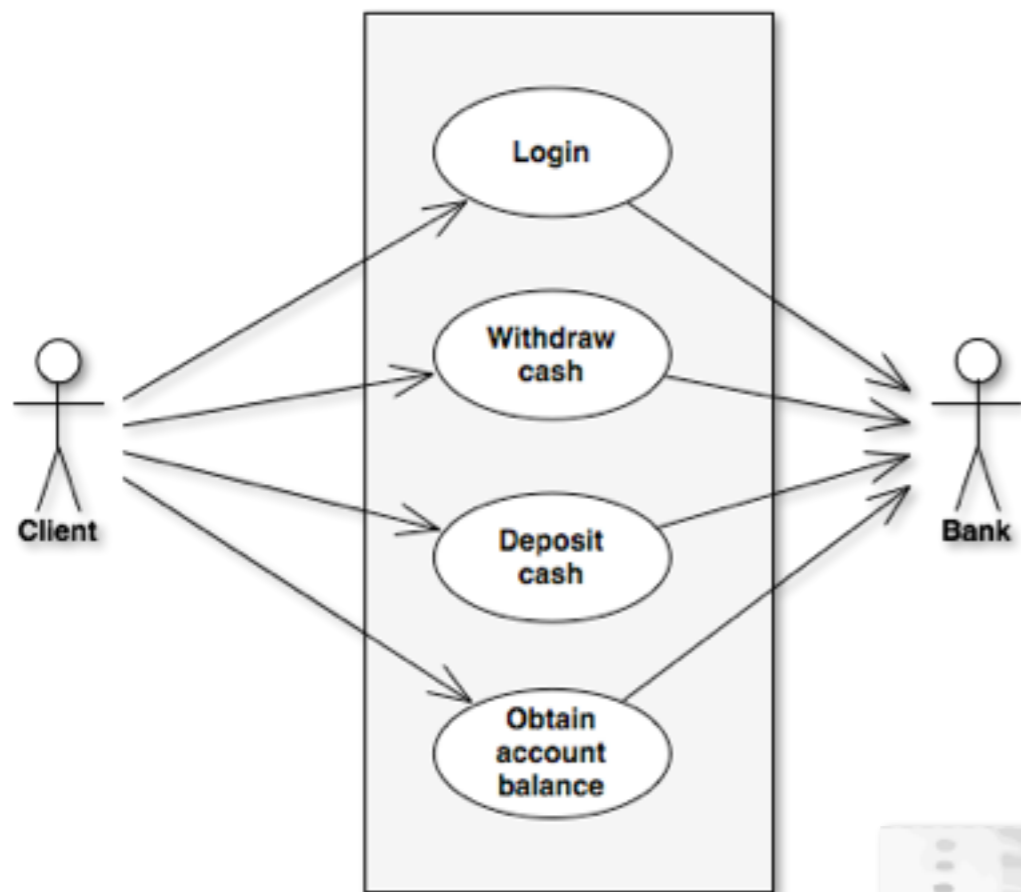 Login
Withdraw
cash
Client
Bank
Deposit
cash
Obtain
account
balance